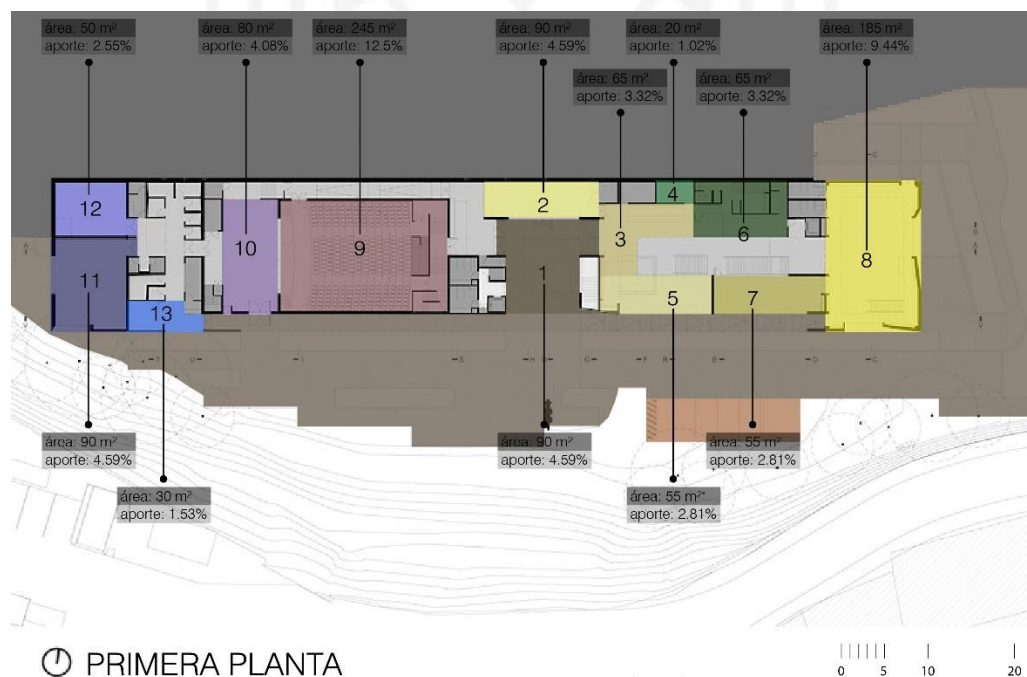 área: 50 m²
aporte: 2.55%
área: 80 m²
aporte: 4.08%
área: 245 m²
aporte: 12.5%
área: 90 m²
aporte: 4.59%
área: 20 m²
aporte: 1.02%
área: 185 m²
aporte: 9.44%
área: 65 m²
aporte: 3.32%
área: 65 m²
aporte: 3.32%
12
10
9
2
4
3
6
8
11
1
5
7
13
área: 90 m²
aporte: 4.59%
área: 90 m²
aporte: 4.59%
área: 55 m²
aporte: 2.81%
área: 30 m²
aporte: 1.53%
área: 55 m²*
aporte: 2.81%
PRIMERA PLANTA
0 5 10 20